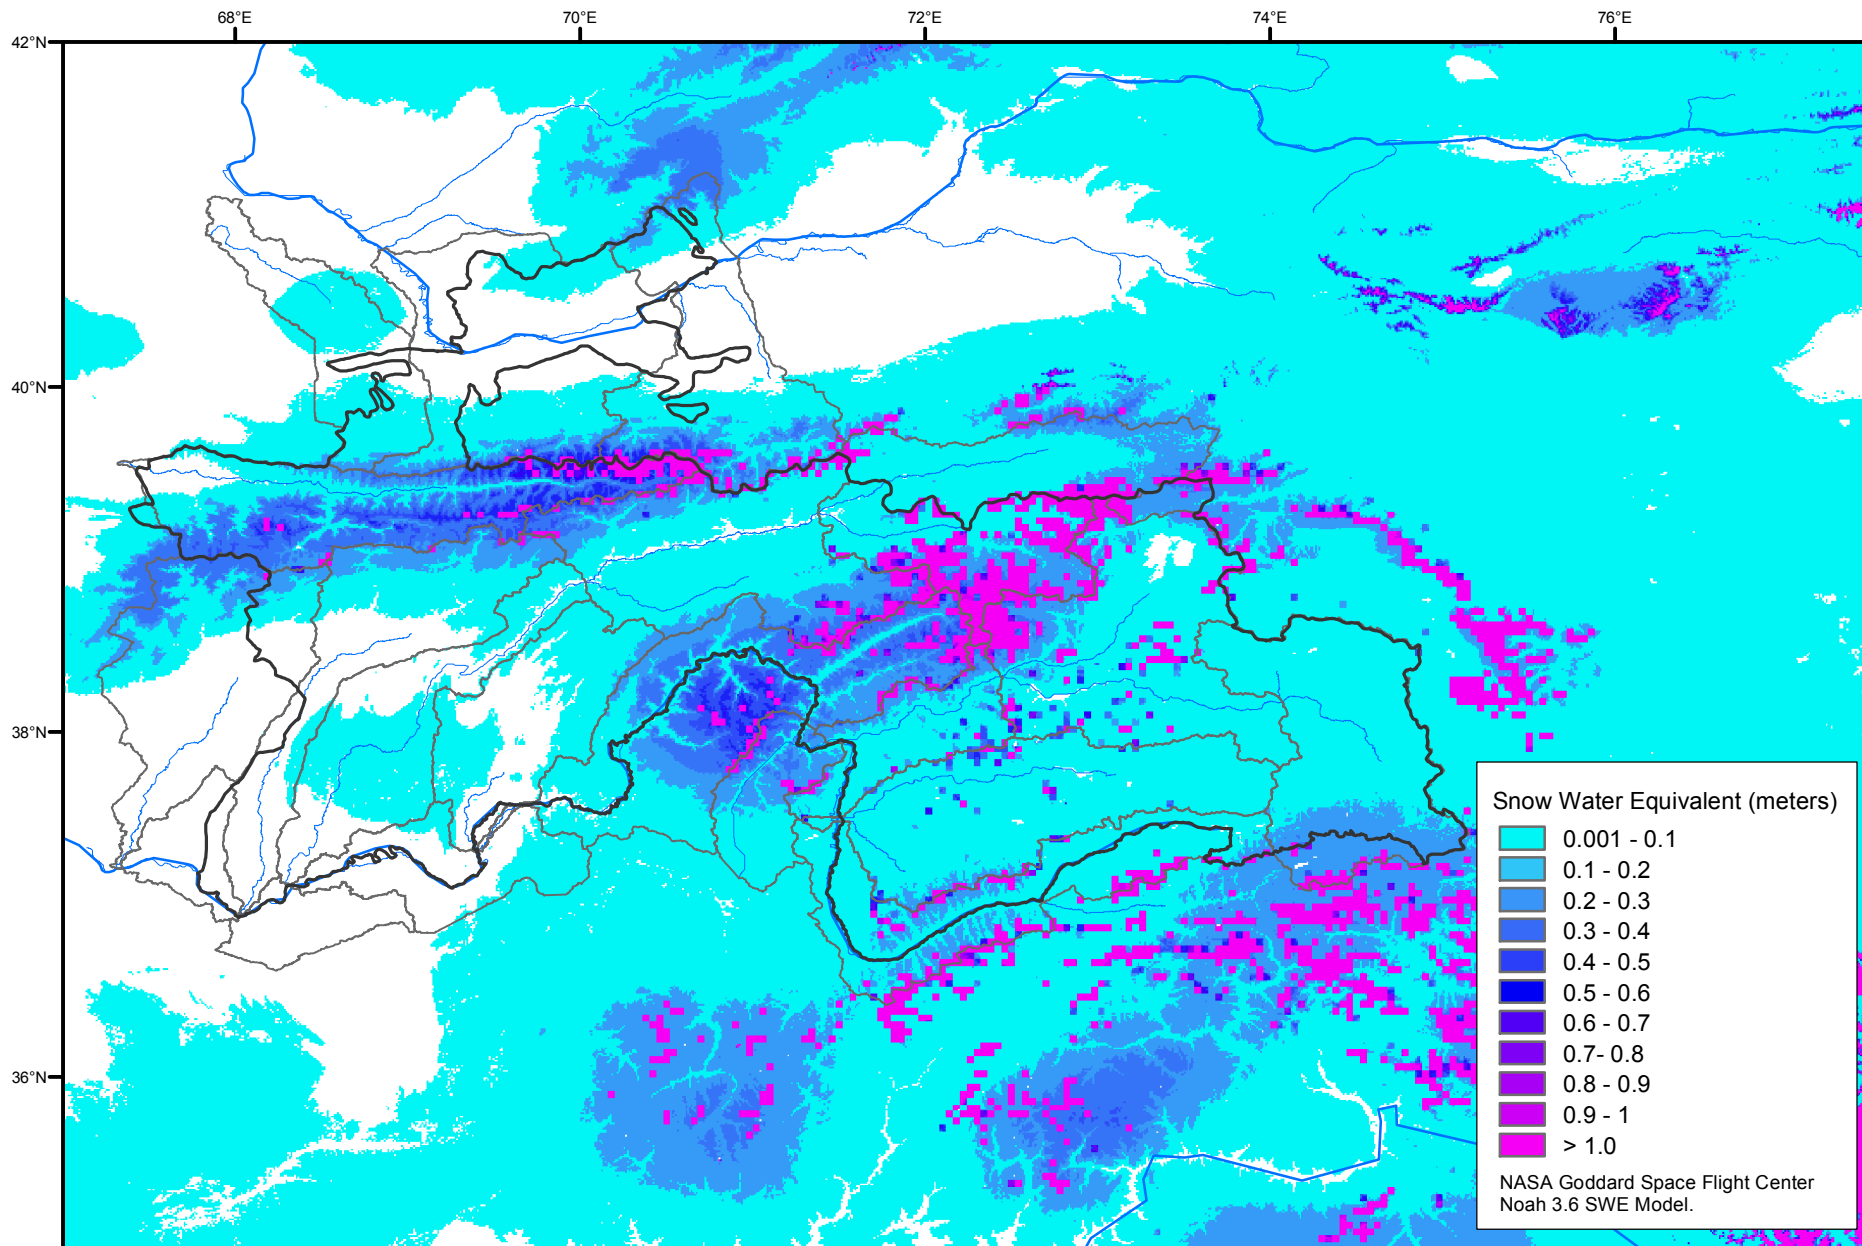 68°E 70°E 72°E 74°E 76°E
42°N
40°N
38°N
36°N
Snow Water Equivalent (meters)
0.001 - 0.1
0.1 - 0.2
0.2 - 0.3
0.3 - 0.4
0.4 - 0.5
0.5 - 0.6
0.6 - 0.7
0.7- 0.8
0.8 - 0.9
0.9 - 1
> 1.0
NASA Goddard Space Flight Center
Noah 3.6 SWE Model.